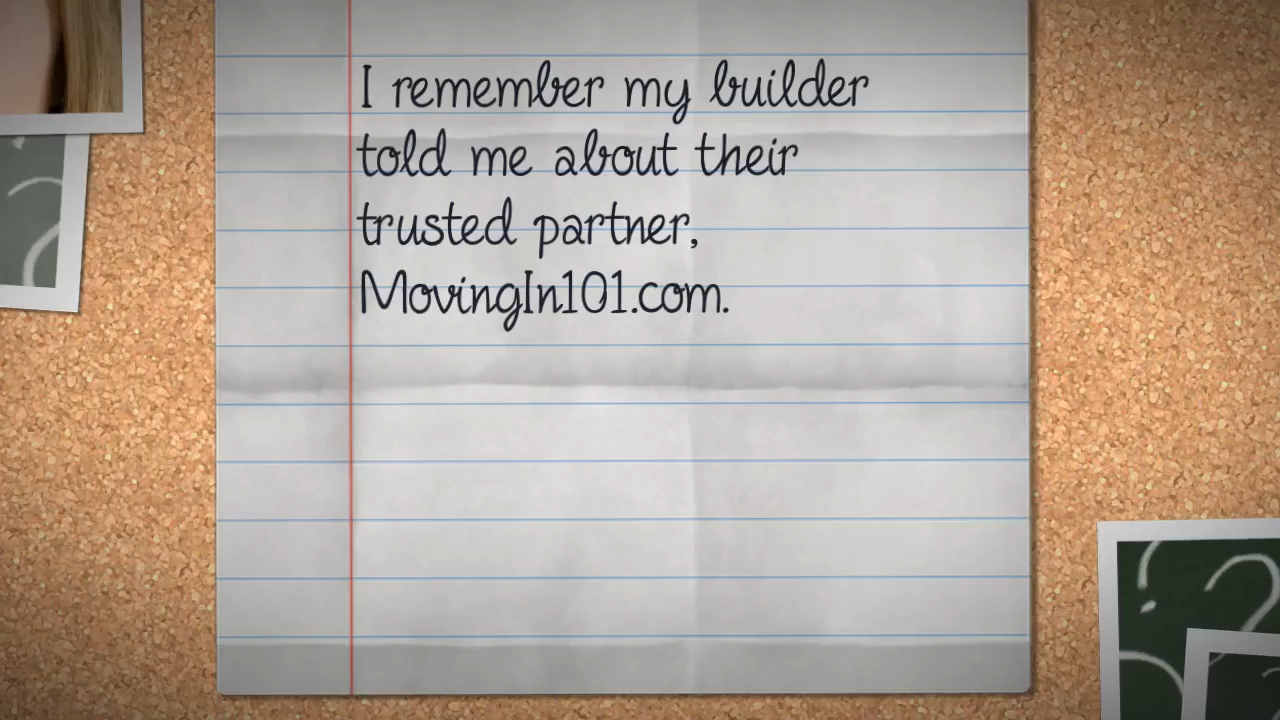 I remember my builder
told me about their
trusted partner,
MovingIn101.com.